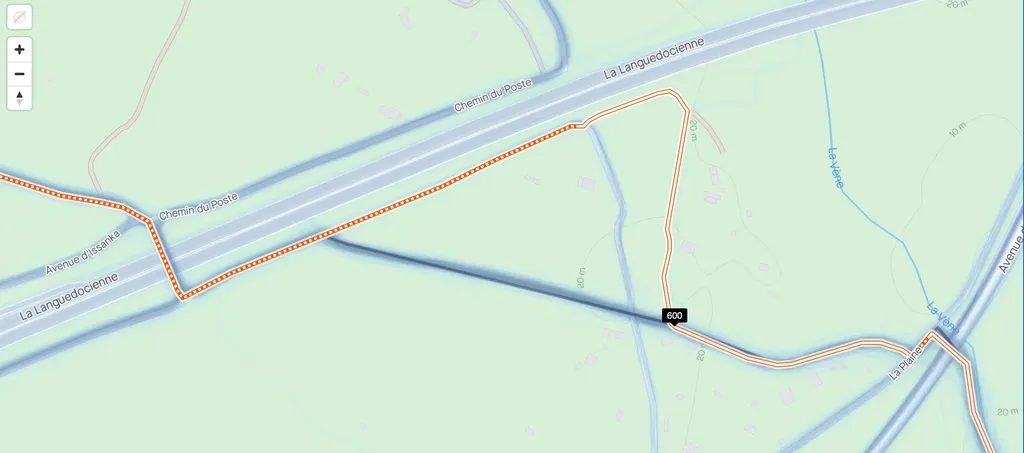 20 m
La Languedocienne
Chemin du Poste
20 m
10 m
La Vène
Chemin du Poste
Avenue d'Issanka
La Languedocienne
20 m
600
La Vène
Avenue d
La Plaine
20
20 m